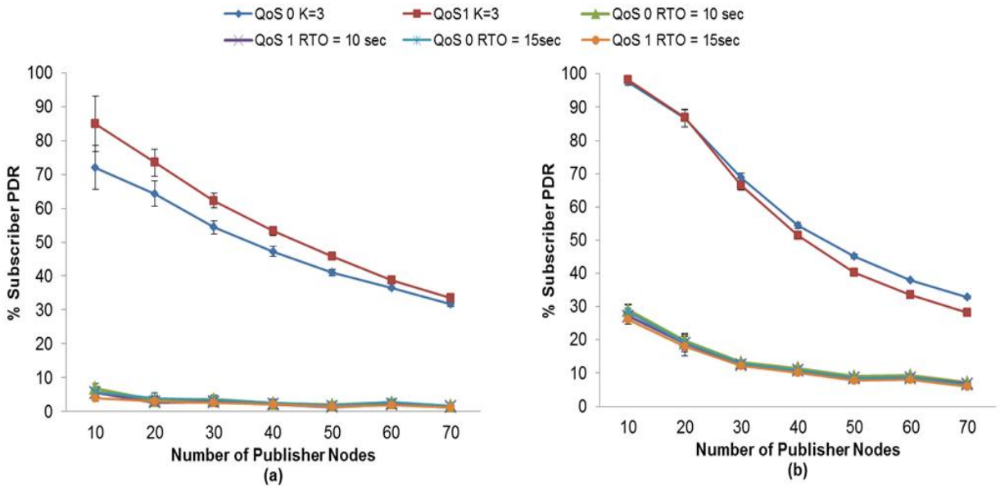 QoS 0 K=3 QoS1 K=3 QoS 0 RTO = 10 sec
QoS 1 RTO = 10 sec QoS 0 RTO = 15sec QoS 1 RTO = 15sec
% Subscriber PDR
100
90
80
70
60
50
40
30
20
10
0
10 20 30 40 50 60 70
Number of Publisher Nodes
(a)
% Subscriber PDR
100
90
80
70
60
50
40
30
20
10
0
10 20 30 40 50 60 70
Number of Publisher Nodes
(b)